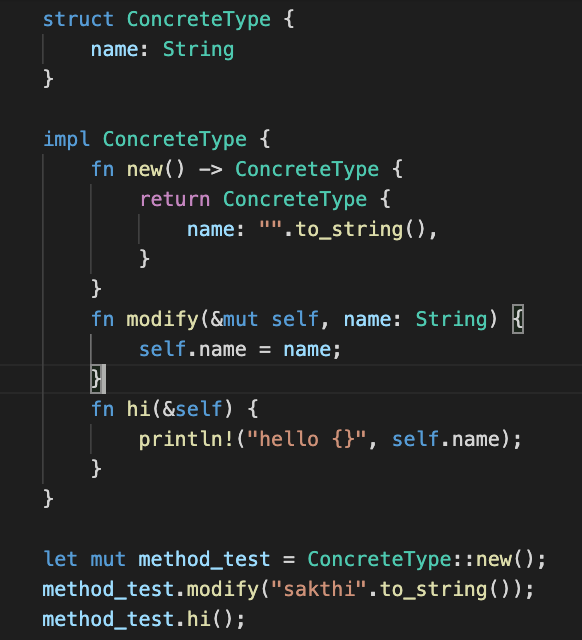 struct ConcreteType {
    name: String
}

impl ConcreteType {
    fn new() -> ConcreteType {
        return ConcreteType {
            name: "".to_string(),
        }
    }
    fn modify(&mut self, name: String) {
        self.name = name;
    }
    fn hi(&self) {
        println!("hello {}", self.name);
    }
}

let mut method_test = ConcreteType::new();
method_test.modify("sakthi".to_string());
method_test.hi();